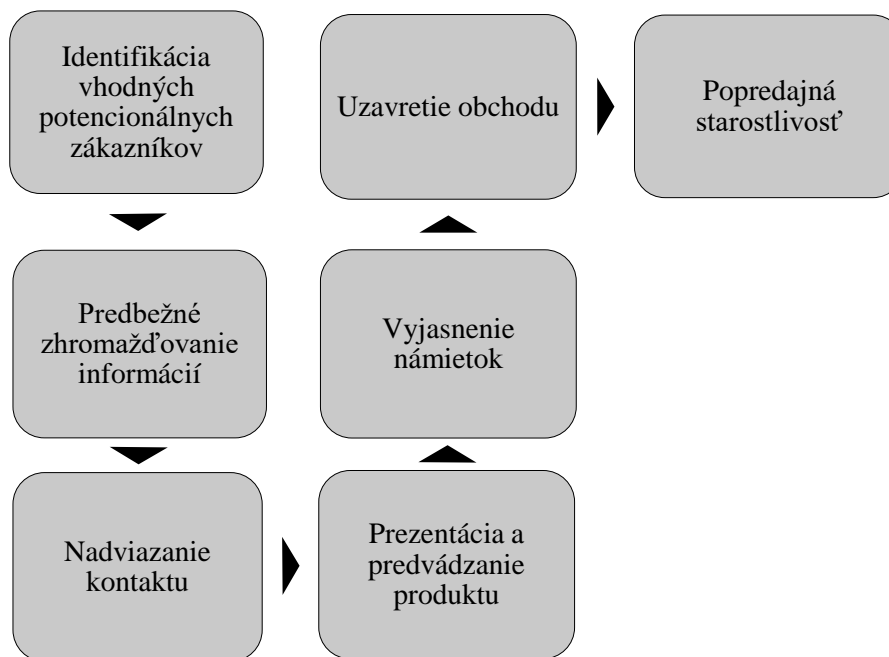 Identifikácia
vhodných
potencionálnych
zákazníkov
Predbežné
zhromažďovanie
informácií
Nadviazanie
kontaktu
Prezentácia a
predvádzanie
produktu
Vyjasnenie
námietok
Uzavretie obchodu
Popredajná
starostlivosť